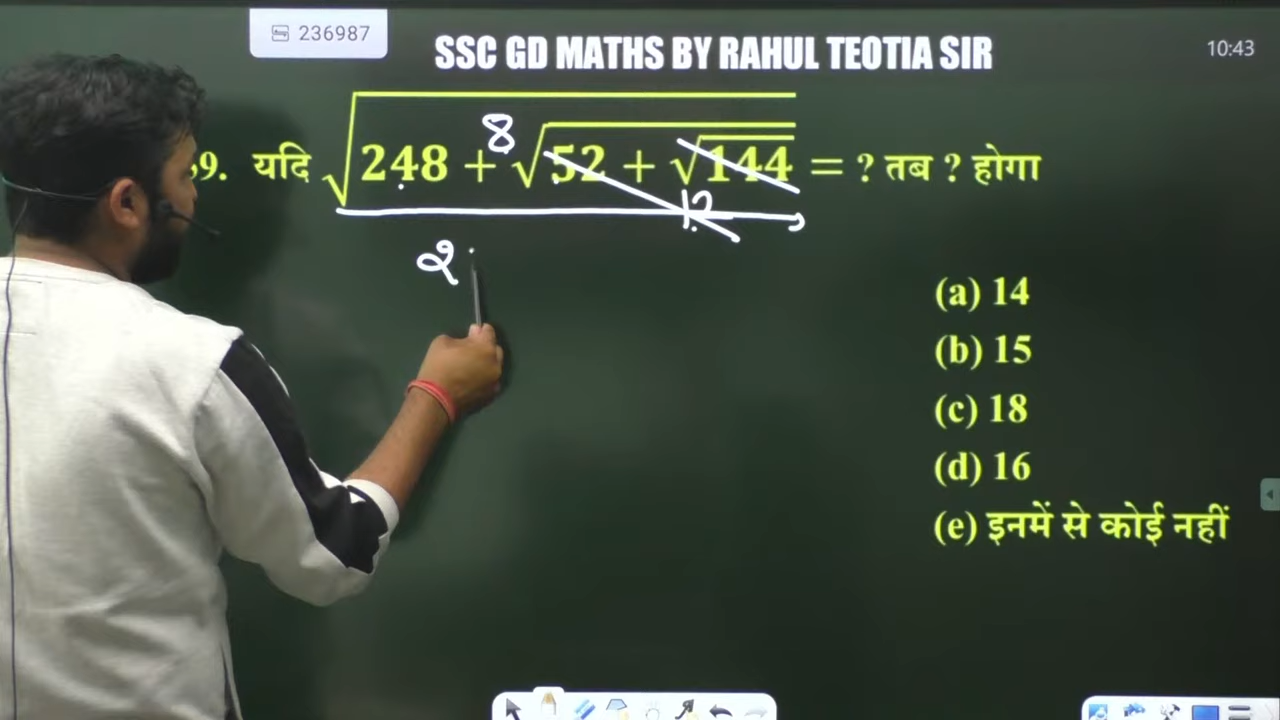 236987
SSC GD MATHS BY RAHUL TEOTIA SIR
10:43
9. यदि √(248 + √(52 + √144)) = ? तब ? होगा
8
12
2
(a) 14
(b) 15
(c) 18
(d) 16
(e) इनमें से कोई नहीं